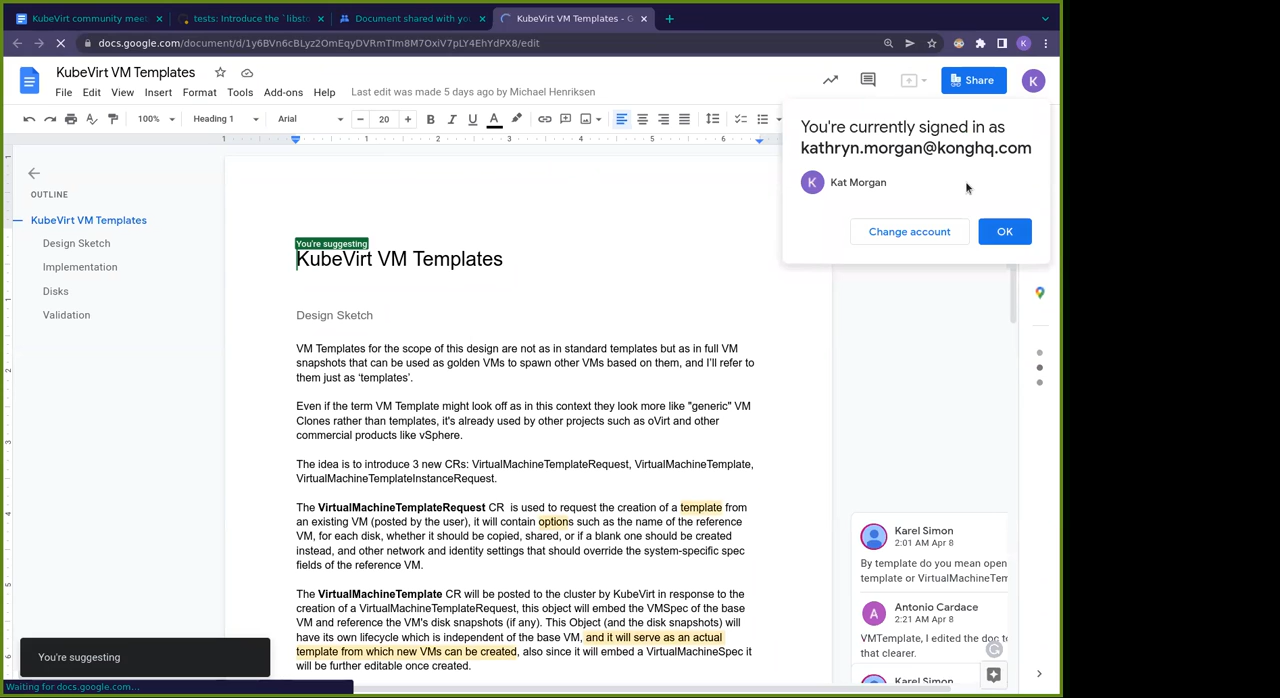 KubeVirt community meet
tests: Introduce the `libsto
Document shared with yo
KubeVirt VM Templates - G
docs.google.com/document/d/1y6BVn6cBLyz2OmEqyDVRmTIm8M7OxiV7pLY4EhYdPX8/edit
K
KubeVirt VM Templates
Share
K
File Edit View Insert Format Tools Add-ons Help Last edit was made 5 days ago by Michael Henriksen
100% Heading 1 Arial 20 B I U A
1 1 2 3 4 5 6
You're currently signed in as
kathryn.morgan@konghq.com
K Kat Morgan
Change account OK
OUTLINE
KubeVirt VM Templates
Design Sketch
Implementation
Disks
Validation
You're suggesting
KubeVirt VM Templates
Design Sketch
VM Templates for the scope of this design are not as in standard templates but as in full VM
snapshots that can be used as golden VMs to spawn other VMs based on them, and I'll refer to
them just as ‘templates’.
Even if the term VM Template might look off as in this context they look more like "generic" VM
Clones rather than templates, it's already used by other projects such as oVirt and other
commercial products like vSphere.
The idea is to introduce 3 new CRs: VirtualMachineTemplateRequest, VirtualMachineTemplate,
VirtualMachineTemplateInstanceRequest.
The VirtualMachineTemplateRequest CR is used to request the creation of a template from
an existing VM (posted by the user), it will contain options such as the name of the reference
VM, for each disk, whether it should be copied, shared, or if a blank one should be created
instead, and other network and identity settings that should override the system-specific spec
fields of the reference VM.
The VirtualMachineTemplate CR will be posted to the cluster by KubeVirt in response to the
creation of a VirtualMachineTemplateRequest, this object will embed the VMSpec of the base
VM and reference the VM's disk snapshots (if any). This Object (and the disk snapshots) will
have its own lifecycle which is independent of the base VM, and it will serve as an actual
template from which new VMs can be created, also since it will embed a VirtualMachineSpec it
will be further editable once created.
Karel Simon
2:01 AM Apr 8
By template do you mean open
template or VirtualMachineTem
A
Antonio Cardace
2:21 AM Apr 8
VMTemplate, I edited the doc to
that clearer.
Karel Simon
You're suggesting
Waiting for docs.google.com...